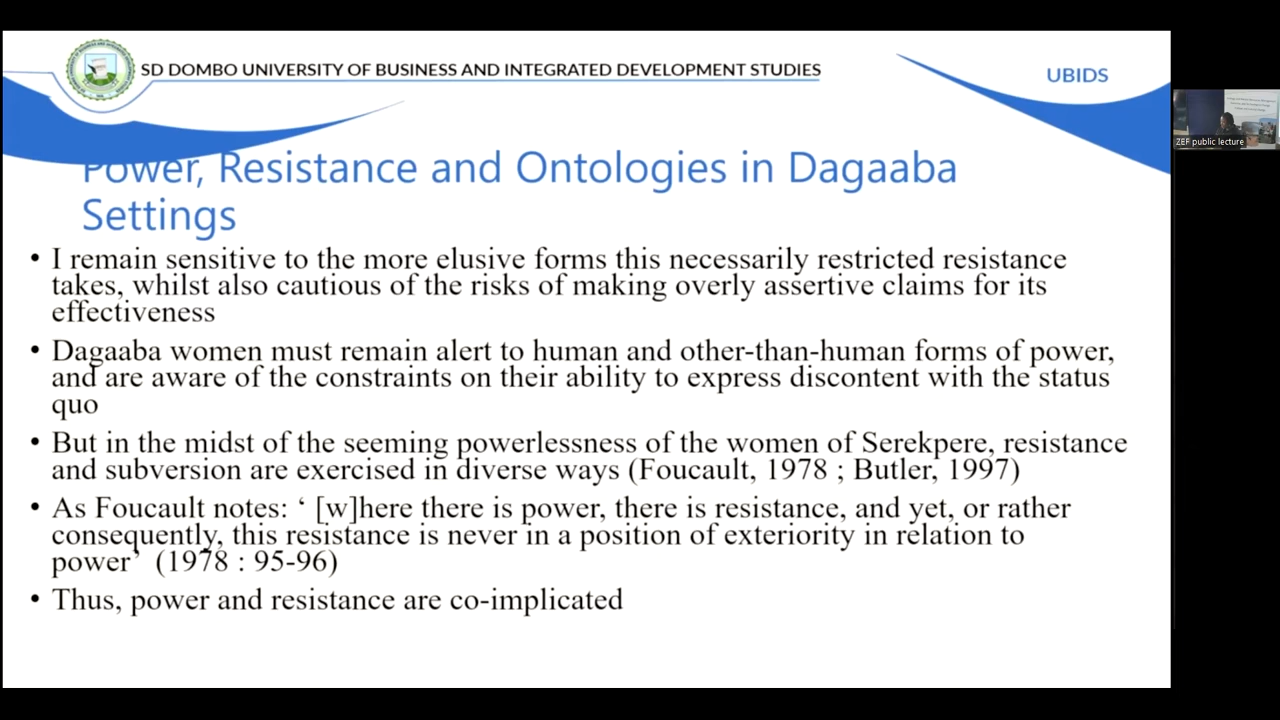 SD DOMBO UNIVERSITY OF BUSINESS AND INTEGRATED DEVELOPMENT STUDIES
UBIDS
ZEF public lecture
Power, Resistance and Ontologies in Dagaaba
Settings
• I remain sensitive to the more elusive forms this necessarily restricted resistance
takes, whilst also cautious of the risks of making overly assertive claims for its
effectiveness
• Dagaaba women must remain alert to human and other-than-human forms of power,
and are aware of the constraints on their ability to express discontent with the status
quo
• But in the midst of the seeming powerlessness of the women of Serekpere, resistance
and subversion are exercised in diverse ways (Foucault, 1978 ; Butler, 1997)
• As Foucault notes: ‘ [w]here there is power, there is resistance, and yet, or rather
consequently, this resistance is never in a position of exteriority in relation to
power’ (1978 : 95-96)
• Thus, power and resistance are co-implicated